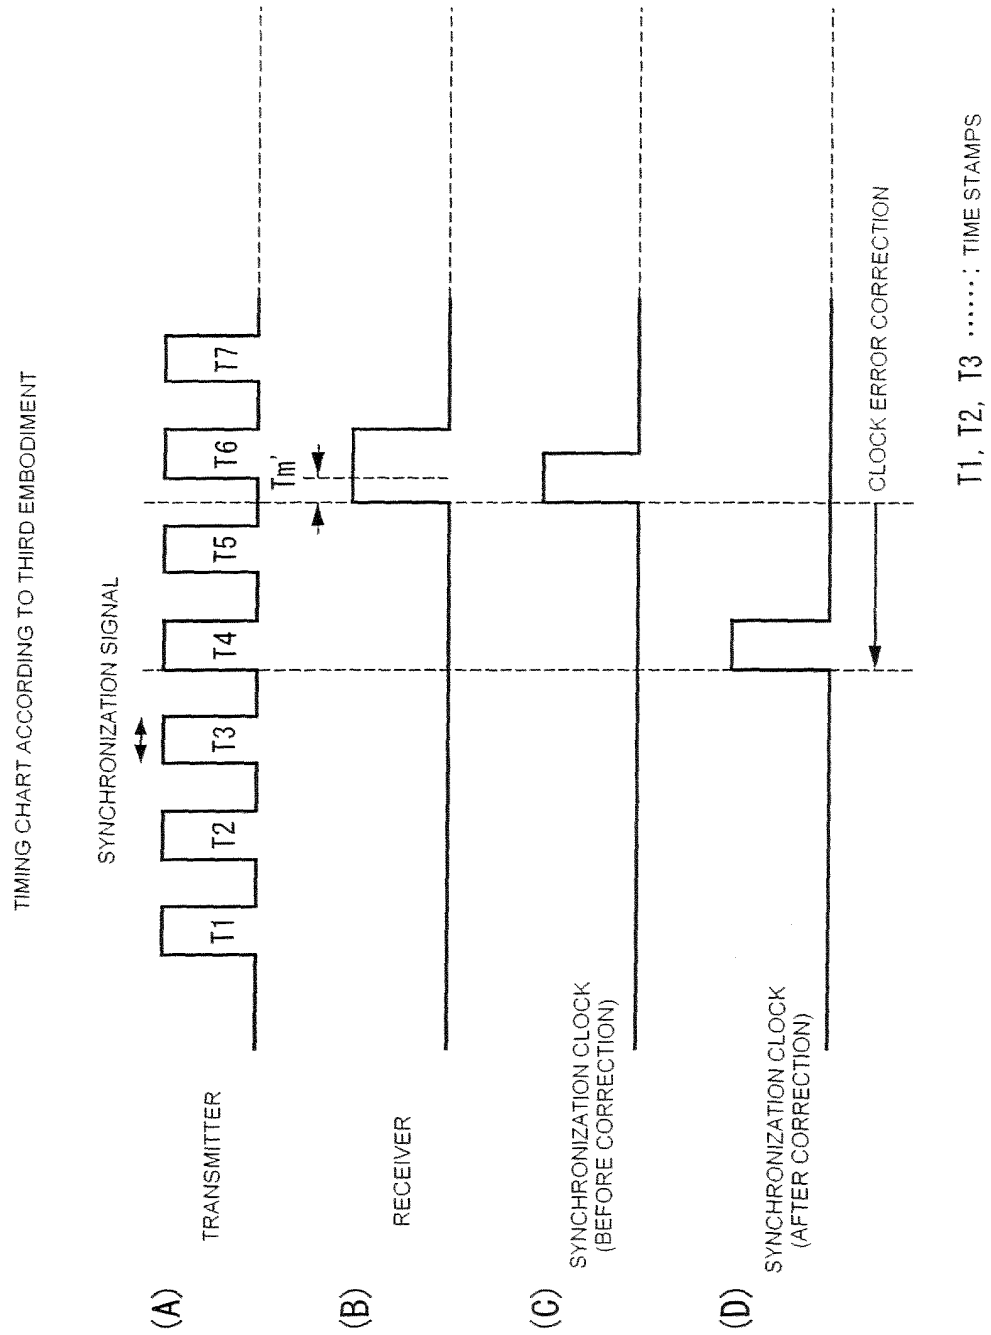 TIMING CHART ACCORDING TO THIRD EMBODIMENT
SYNCHRONIZATION SIGNAL
(A)
TRANSMITTER
T1
T2
T3
T4
T5
T6
T7
Tm'
(B)
RECEIVER
(C)
SYNCHRONIZATION CLOCK
(BEFORE CORRECTION)
(D)
SYNCHRONIZATION CLOCK
(AFTER CORRECTION)
CLOCK ERROR CORRECTION
T1, T2, T3 ······: TIME STAMPS